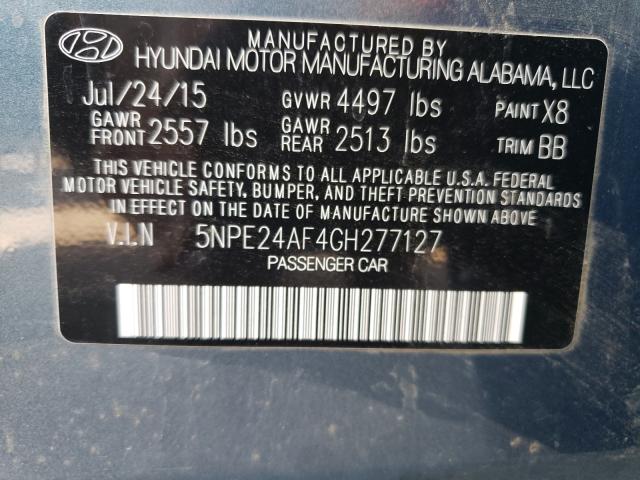 MANUFACTURED BY
HYUNDAI MOTOR MANUFACTURING ALABAMA, LLC
Jul/24/15 GVWR 4497 lbs PAINT X8
GAWR FRONT 2557 lbs GAWR REAR 2513 lbs TRIM BB
THIS VEHICLE CONFORMS TO ALL APPLICABLE U.S.A. FEDERAL
MOTOR VEHICLE SAFETY, BUMPER, AND THEFT PREVENTION STANDARDS
IN EFFECT ON THE DATE OF MANUFACTURE SHOWN ABOVE.
V.I.N 5NPE24AF4GH277127
PASSENGER CAR